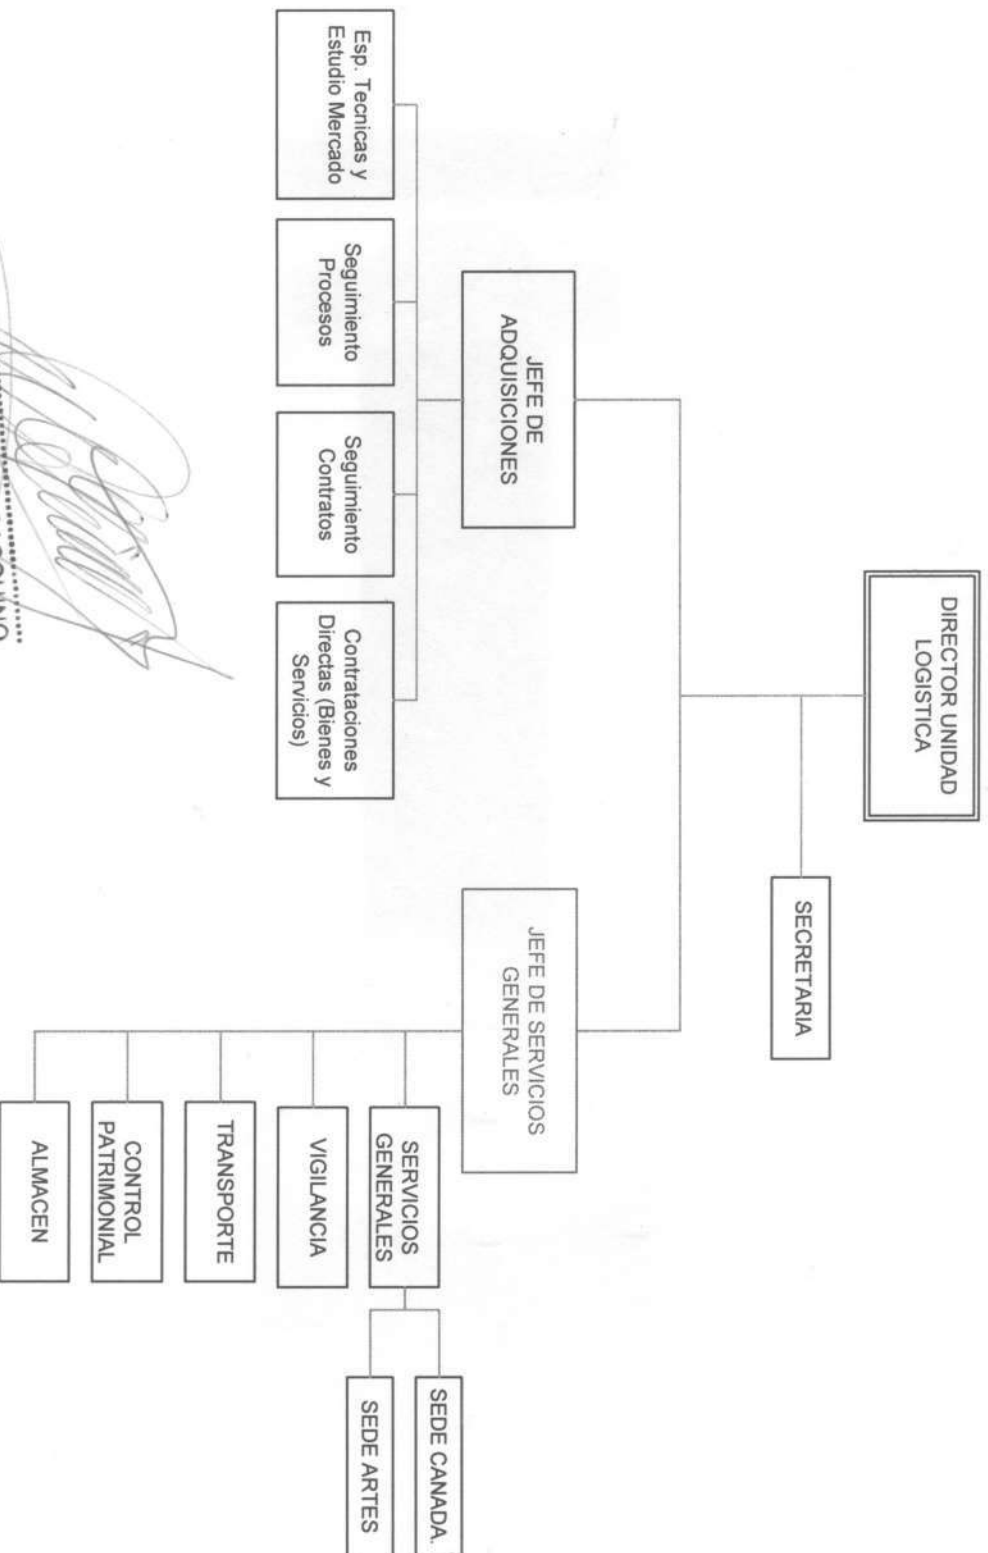 DIRECTOR UNIDAD
LOGISTICA
SECRETARIA
JEFE DE
ADQUISICIONES
JEFE DE SERVICIOS
GENERALES
Esp. Tecnicas y
Estudio Mercado
Seguimiento
Procesos
Seguimiento
Contratos
Contrataciones
Directas (Bienes y
Servicios)
SERVICIOS
GENERALES
SEDE CANADA.
SEDE ARTES
VIGILANCIA
TRANSPORTE
CONTROL
PATRIMONIAL
ALMACEN